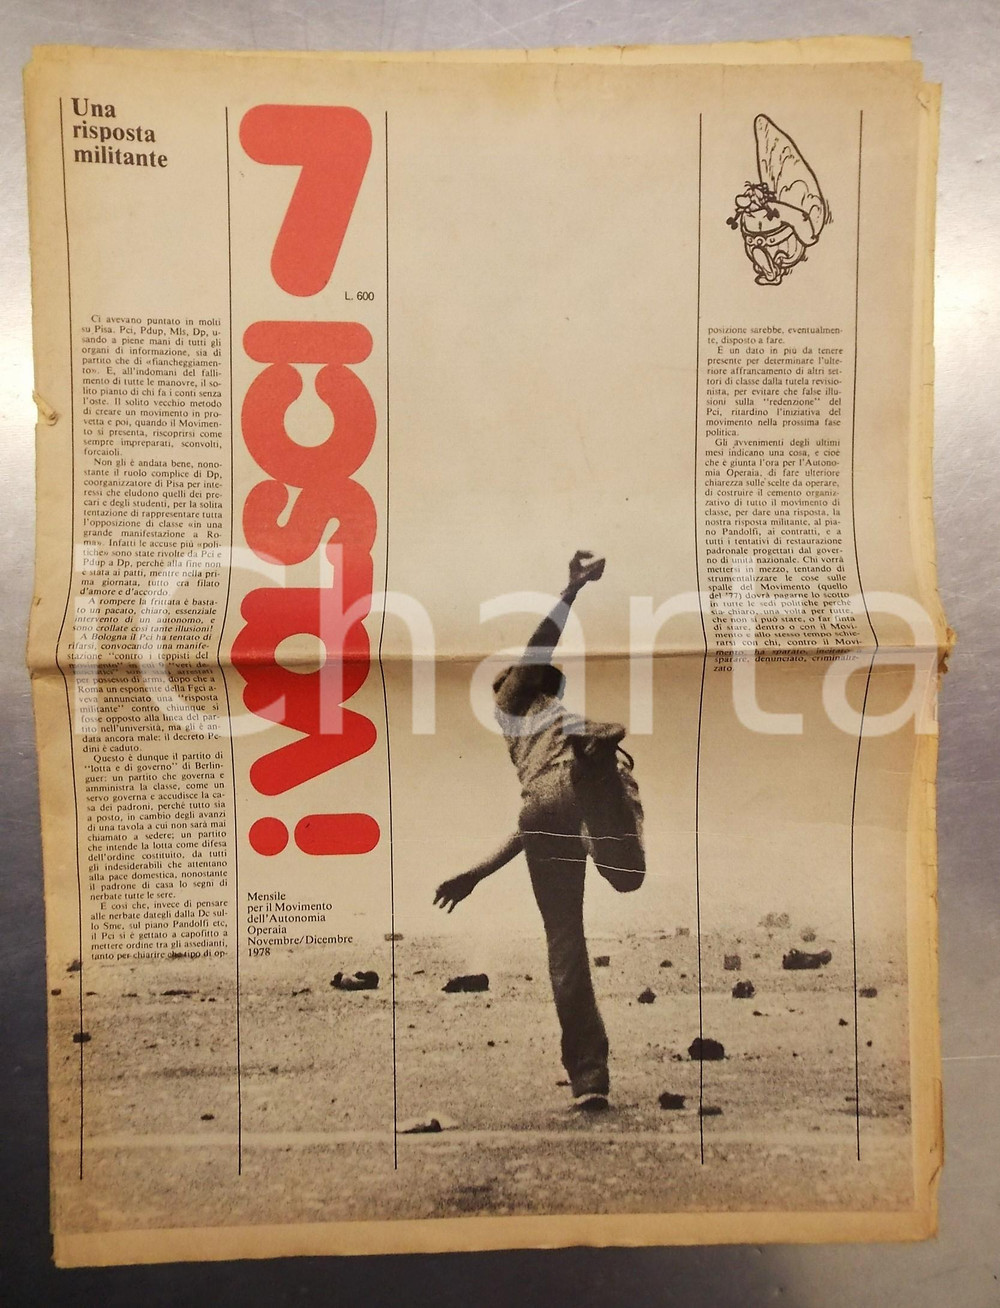 Una
risposta
militante
Ci avevano puntato in molti
su Pisa. Pci, Pdup, Mls, Dp, u-
sando a piene mani di tutti gli
organi di informazione, sia di
partito che di «fiancheggiamen-
to». E, all'indomani del falli-
mento di tutte le manovre, il so-
lito pianto di chi fa i conti senza
l'oste. Il solito vecchio metodo
di creare un movimento in pro-
vetta e poi, quando il Movimen-
to si presenta, riscoprirsi come
sempre impreparati, sconvolti,
forcaioli.
Non gli è andata bene, nono-
stante il ruolo complice di Dp,
coorganizzatore di Pisa per inte-
ressi che eludono quelli dei pre-
cari e degli studenti, per la solita
tentazione di rappresentare tutta
l'opposizione di classe «in una
grande manifestazione a Ro-
ma». Infatti le accuse più «poli-
tiche» sono state rivolte da Pci e
Pdup a Dp, perchè alla fine non
è stata ai patti, mentre nella pri-
ma giornata, tutto era filato
d'amore e d'accordo.
A rompere la frittata è basta-
to un pacato, chiaro, essenziale
intervento di un autonomo, e
sono crollate così tante illusioni!
A Bologna il Pci ha tentato di
rifarsi, convocando una manife-
stazione "contro i teppisti del
per possesso di armi, dopo che a
Roma un esponente della Fgci a-
veva annunciato una "risposta
militante" contro chiunque si
fosse opposto alla linea del par-
tito nell'università, ma gli è an-
data ancora male: il decreto Pe-
dini è caduto.
Questo è dunque il partito di
"lotta e di governo" di Berlin-
guer: un partito che governa e
amministra la classe, come un
servo governa e accudisce la ca-
sa dei padroni, perchè tutto sia
a posto, in cambio degli avanzi
di una tavola a cui non sarà mai
chiamato a sedere; un partito
che intende la lotta come difesa
dell'ordine costituito, da tutti
gli indesiderabili che attentano
alla pace domestica, nonostante
il padrone di casa lo segni di
nerbate tutte le sere.
E così che, invece di pensare
alle nerbate dategli dalla Dc sul-
lo Sme, sul piano Pandolfi etc,
il Pci si è gettato a capofitto a
mettere ordine tra gli assedianti,
tanto per chiarire che tipo di op-
i volsci 7
L. 600
Mensile
per il Movimento
dell'Autonomia
Operaia
Novembre/Dicembre
1978
posizione sarebbe, eventualmen-
te, disposto a fare.
E un dato in più da tenere
presente per determinare l'ulte-
riore affrancamento di altri set-
tori di classe dalla tutela revisio-
nista, per evitare che false illu-
sioni sulla "redenzione" del
Pci, ritardino l'iniziativa del
movimento nella prossima fase
politica.
Gli avvenimenti degli ultimi
mesi indicano una cosa, e cioè
che è giunta l'ora per l'Autono-
mia Operaia, di fare ulteriore
chiarezza sulle scelte da operare,
di costruire il cemento organiz-
zativo di tutto il movimento di
classe, per dare una risposta, la
nostra risposta militante, al pia-
no Pandolfi, ai contratti, e a
tutti i tentativi di restaurazione
padronale progettati dal gover-
no di unità nazionale. Chi vorrà
mettersi in mezzo, tentando di
strumentalizzare le cose sulle
spalle del Movimento (quello
del '77) dovrà pagarne lo scotto
in tutte le sedi politiche perchè
sia chiaro, una volta per tutte,
che non si può stare, o far finta
di stare, dentro o con il Movi-
mento e allo stesso tempo schie-
rarsi con chi, contro il Movi-
mento, ha sparato, incitato
sparare, denunciato, criminaliz-
zato.
Charta